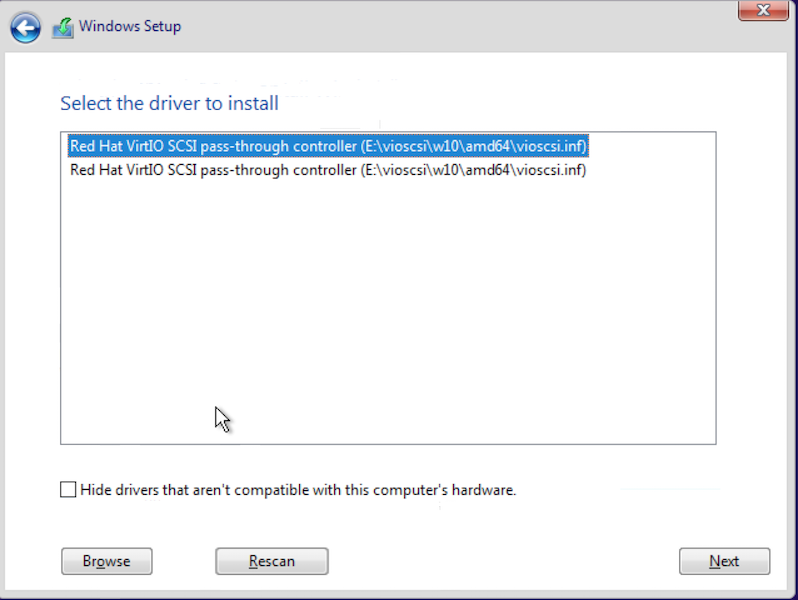 Windows Setup
Select the driver to install
Red Hat VirtIO SCSI pass-through controller (E:\vioscsi\w10\amd64\vioscsi.inf)
Red Hat VirtIO SCSI pass-through controller (E:\vioscsi\w10\amd64\vioscsi.inf)
Hide drivers that aren't compatible with this computer's hardware.
Browse Rescan Next